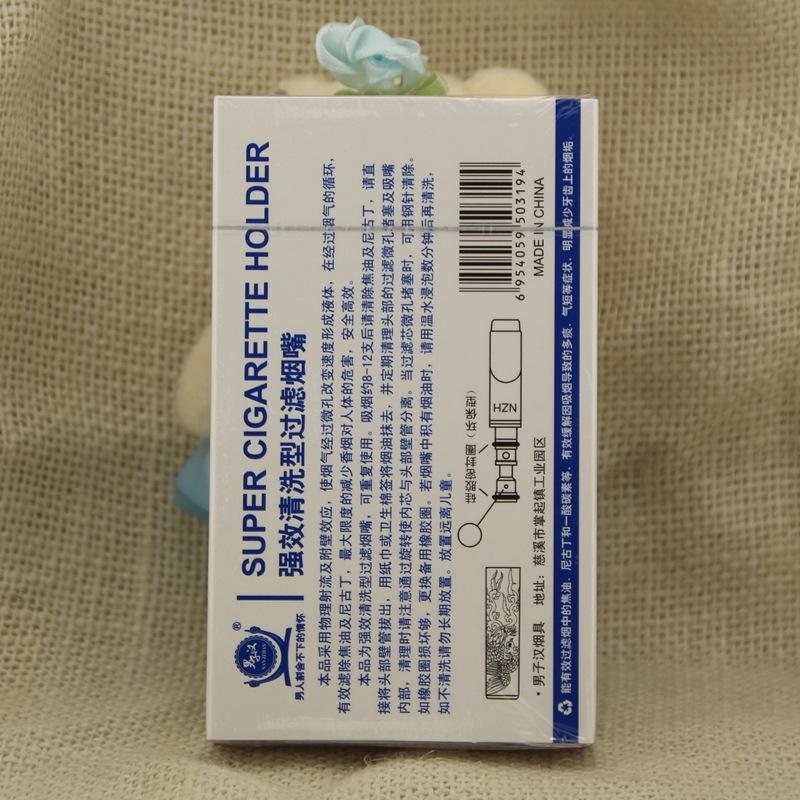 男子汉
®
男人割舍不下的情怀
SUPER CIGARETTE HOLDER
强效清洗型过滤烟嘴
本品采用物理射流及附壁效应，使烟气经过微孔改变速度形成液体，在经过烟气的循环，
有效滤除焦油及尼古丁，最大限度的减少香烟对人体的危害，安全高效。
本品为强效清洗型过滤烟嘴，可重复使用。吸烟约8-12支后请清除焦油及尼古丁，请直
接将头部壁管拔出，用纸巾或卫生棉签将烟油抹去，并定期清理头部的过滤微孔堵塞及吸嘴
内部，清理时请注意通过旋转使内芯与头部壁管分离。当过滤芯微孔堵塞时，可用钢针清除。
如橡胶圈损坏够，更换备用橡胶圈。若烟嘴中积有烟油时，请用温水浸泡数分钟后再清洗，
如不清洗请勿长期放置。放置远离儿童。
HZN
6 954059 503194
MADE IN CHINA
·男子汉烟具 地址：慈溪市掌起镇工业园区
能有效过滤烟中的焦油、尼古丁和一酸碳素等，有效缓解因吸烟导致的多痰、气短等症状，明显减少牙齿上的烟垢。